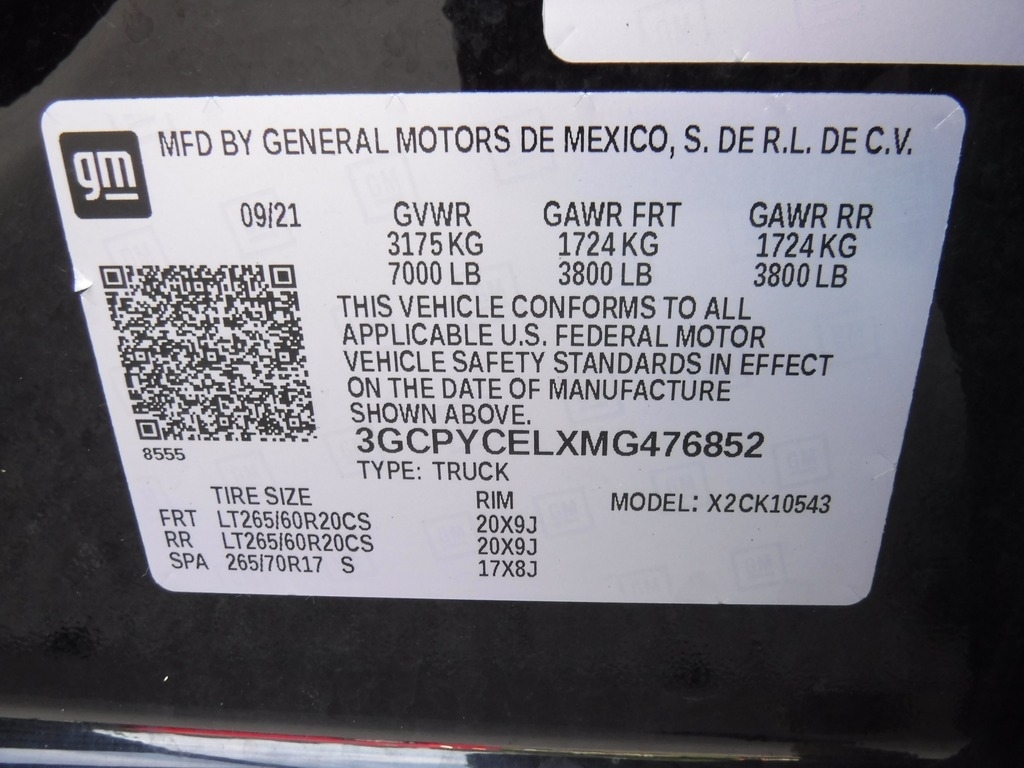 gm
MFD BY GENERAL MOTORS DE MEXICO, S. DE R.L. DE C.V.
09/21 GVWR GAWR FRT GAWR RR
3175 KG 1724 KG 1724 KG
7000 LB 3800 LB 3800 LB
THIS VEHICLE CONFORMS TO ALL
APPLICABLE U.S. FEDERAL MOTOR
VEHICLE SAFETY STANDARDS IN EFFECT
ON THE DATE OF MANUFACTURE
SHOWN ABOVE.
8555
3GCPYCELXMG476852
TYPE: TRUCK
TIRE SIZE RIM MODEL: X2CK10543
FRT LT265/60R20CS 20X9J
RR LT265/60R20CS 20X9J
SPA 265/70R17 S 17X8J